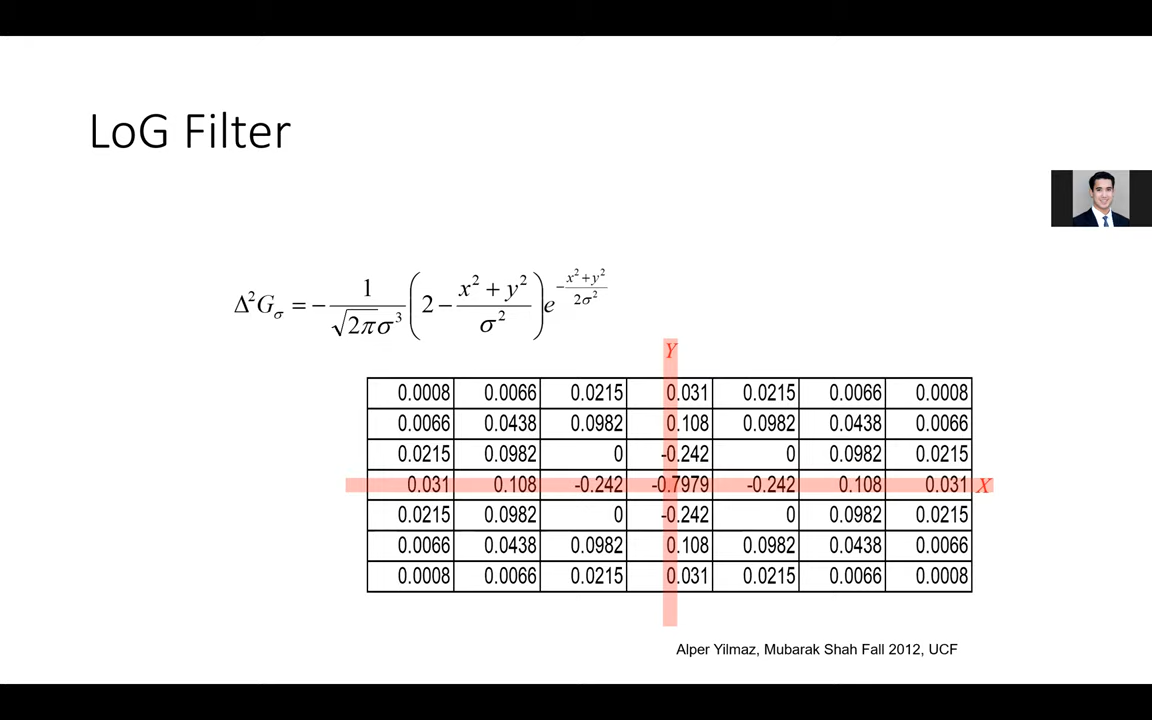 LoG Filter
Δ²G_σ = − 1/(√2π σ³) (2 − (x² + y²)/σ²) e^(−(x² + y²)/(2σ²))
Y
0.0008 0.0066 0.0215 0.031 0.0215 0.0066 0.0008
0.0066 0.0438 0.0982 0.108 0.0982 0.0438 0.0066
0.0215 0.0982 0 -0.242 0 0.0982 0.0215
0.031 0.108 -0.242 -0.7979 -0.242 0.108 0.031 X
0.0215 0.0982 0 -0.242 0 0.0982 0.0215
0.0066 0.0438 0.0982 0.108 0.0982 0.0438 0.0066
0.0008 0.0066 0.0215 0.031 0.0215 0.0066 0.0008
Alper Yilmaz, Mubarak Shah Fall 2012, UCF